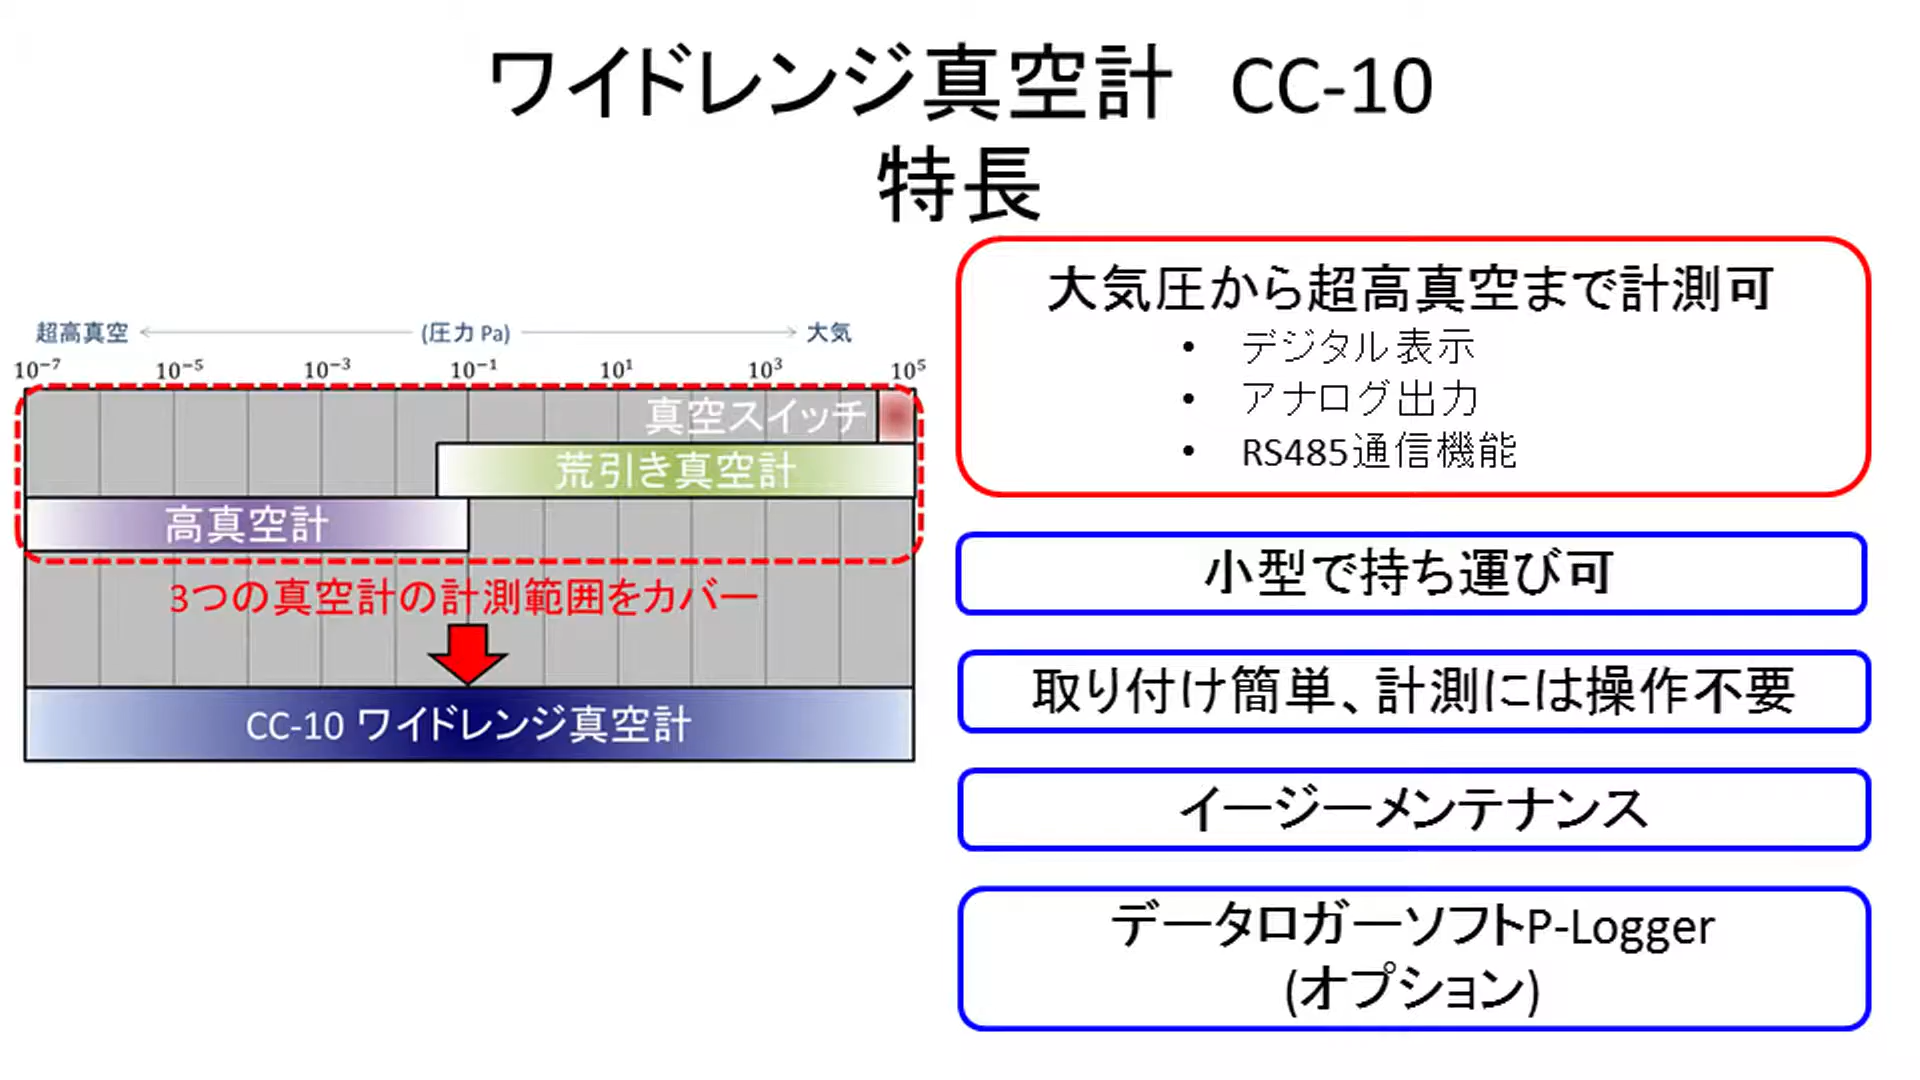 ワイドレンジ真空計 CC-10
特長
超高真空 (圧力 Pa) 大気
10⁻⁷ 10⁻⁵ 10⁻³ 10⁻¹ 10¹ 10³ 10⁵
真空スイッチ
荒引き真空計
高真空計
3つの真空計の計測範囲をカバー
CC-10 ワイドレンジ真空計
大気圧から超高真空まで計測可
• デジタル表示
• アナログ出力
• RS485通信機能
小型で持ち運び可
取り付け簡単、計測には操作不要
イージーメンテナンス
データロガーソフトP-Logger
(オプション)